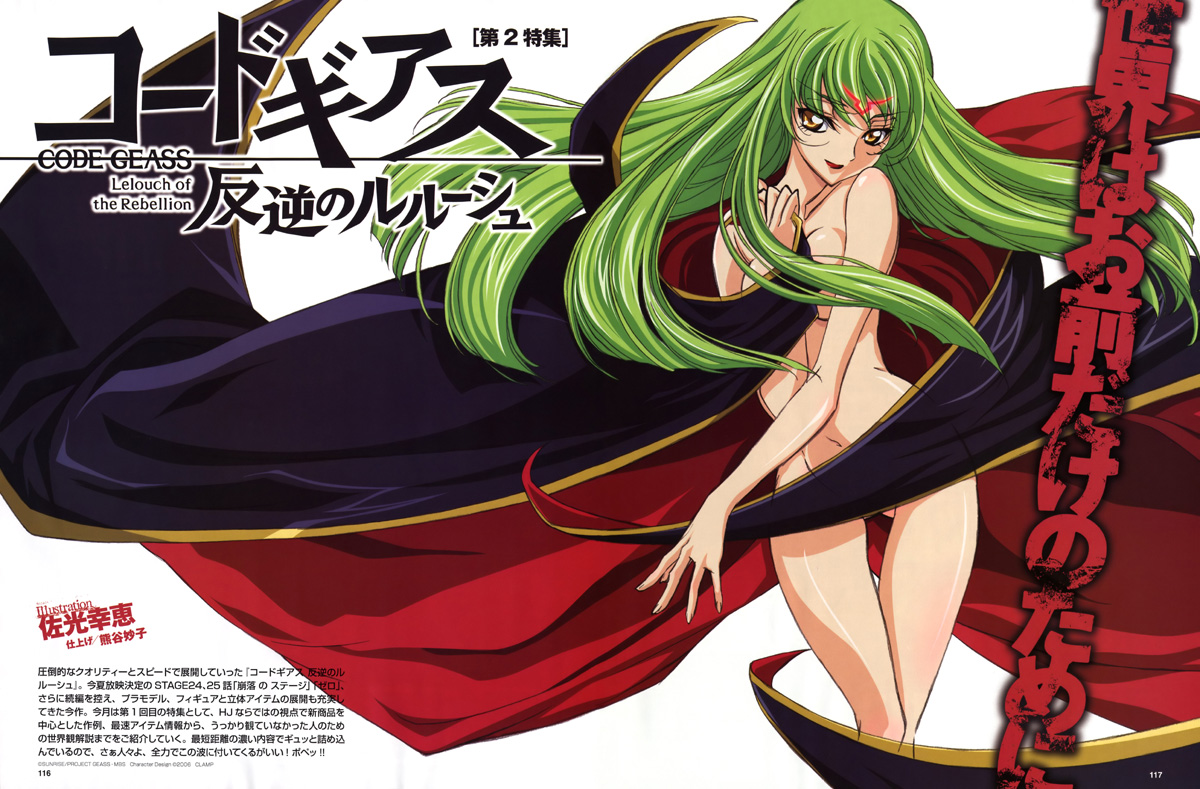 [第2特集]
コードギアス
CODE GEASS
Lelouch of
the Rebellion
反逆のルルーシュ
世界はお前だけのために
Illustration
佐光幸恵
仕上げ/熊谷妙子
圧倒的なクオリティーとスピードで展開していった『コードギアス 反逆のル
ルーシュ』。今夏放映決定の STAGE24、25 話「崩落 の ステージ」「ゼロ」、
さらに続編を控え、プラモデル、フィギュアと立体アイテムの展開も充実し
てきた今作。今月は第1回目の特集として、HJ ならではの視点で新商品を
中心とした作例、最速アイテム情報から、うっかり観ていなかった人のため
の世界観解説までをご紹介していく。最短距離の濃い内容でギュッと詰め込
んでいるので、さぁ人々よ、全力でこの波に付いてくるがいい!ポペッ!!
©SUNRISE/PROJECT GEASS・MBS Character Design ©2006 CLAMP
116
117